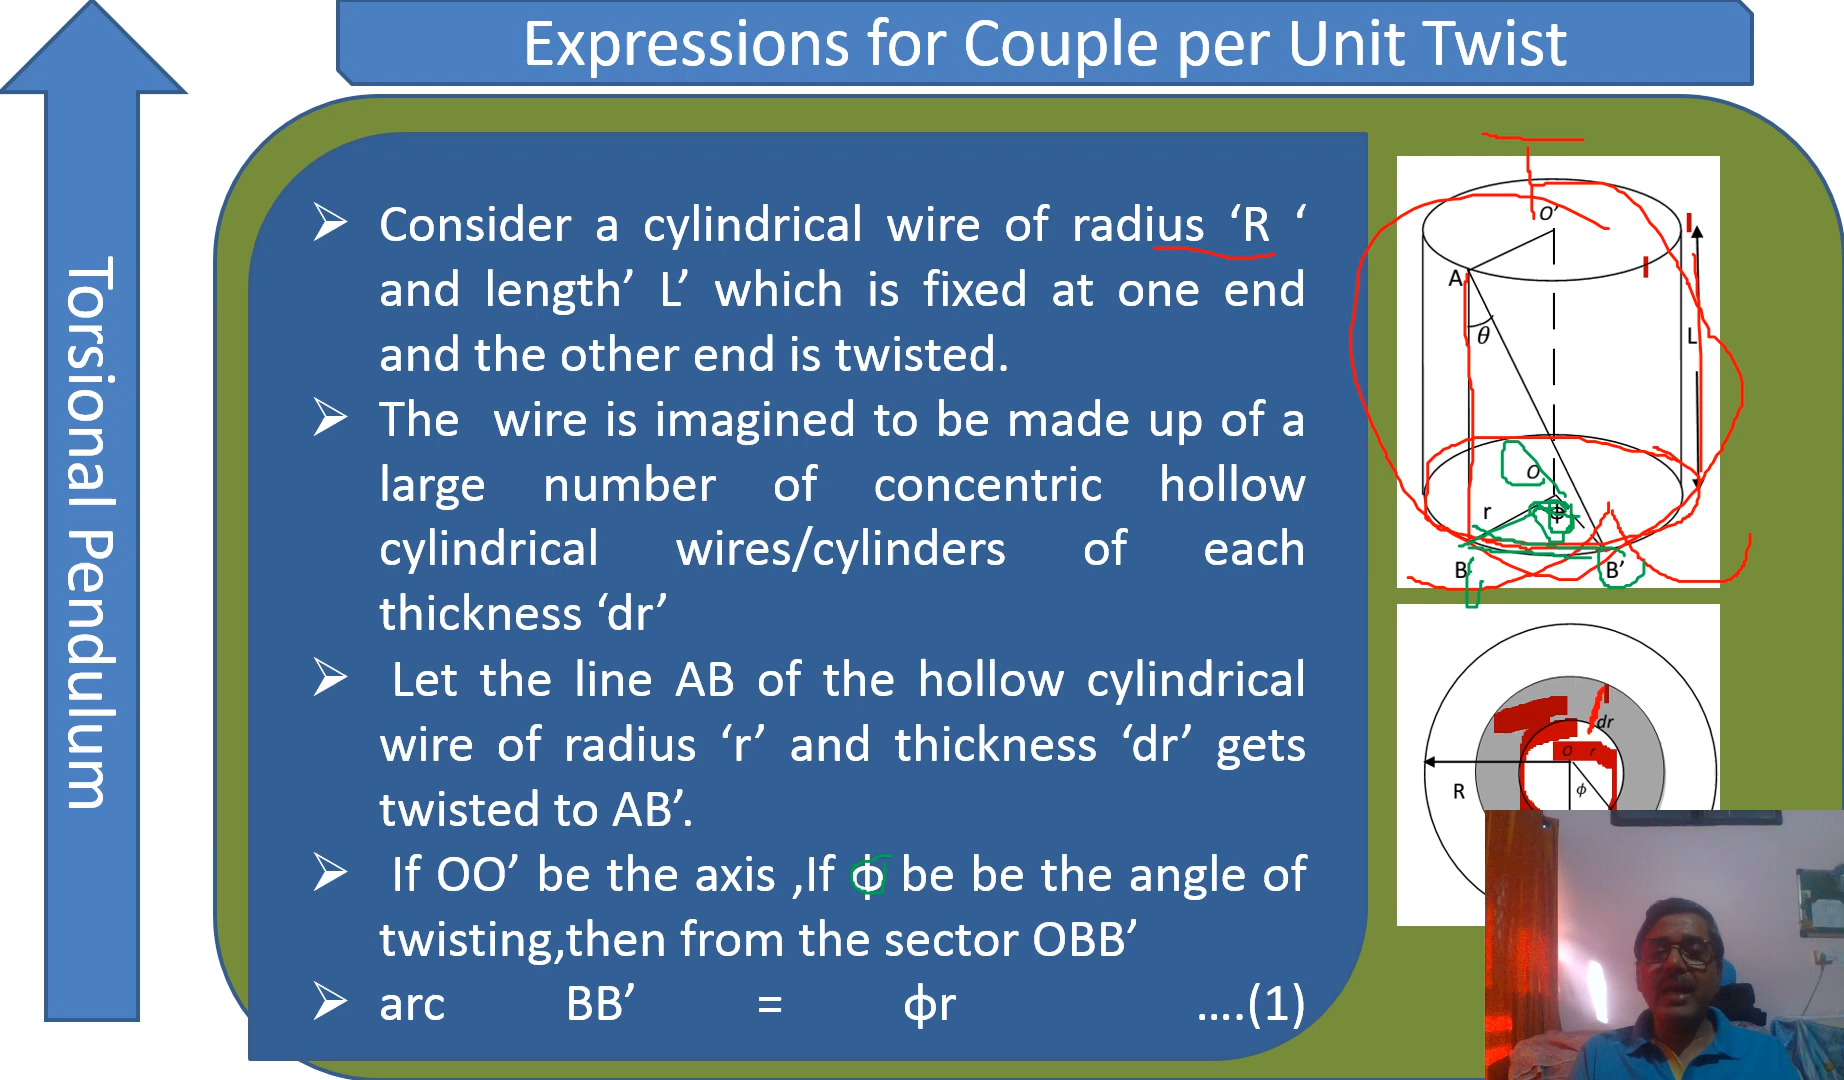 Expressions for Couple per Unit Twist
Torsional Pendulum
➢ Consider a cylindrical wire of radius ‘R ‘
and length’ L’ which is fixed at one end
and the other end is twisted.
➢ The wire is imagined to be made up of a
large number of concentric hollow
cylindrical wires/cylinders of each
thickness ‘dr’
➢ Let the line AB of the hollow cylindrical
wire of radius ‘r’ and thickness ‘dr’ gets
twisted to AB’.
➢ If OO’ be the axis ,If ϕ be be the angle of
twisting,then from the sector OBB’
➢ arc BB’ = ϕr ....(1)
O'
A
θ
L
O
r
ϕ
B
B’
dr
O r
R
ϕ